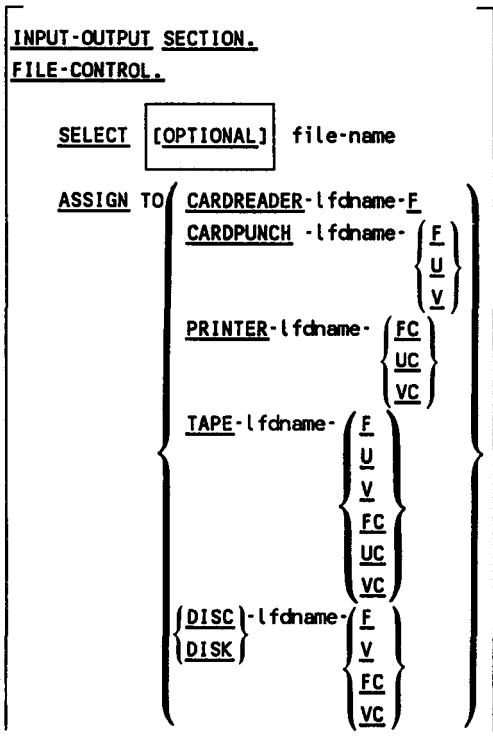 INPUT-OUTPUT SECTION.
FILE-CONTROL.
SELECT [OPTIONAL] file-name
ASSIGN TO CARDREADER-lfdname-F
CARDPUNCH -lfdname- F
U
V
PRINTER-lfdname- FC
UC
VC
TAPE-lfdname- F
U
V
FC
UC
VC
DISC -lfdname- F
DISK V
FC
VC